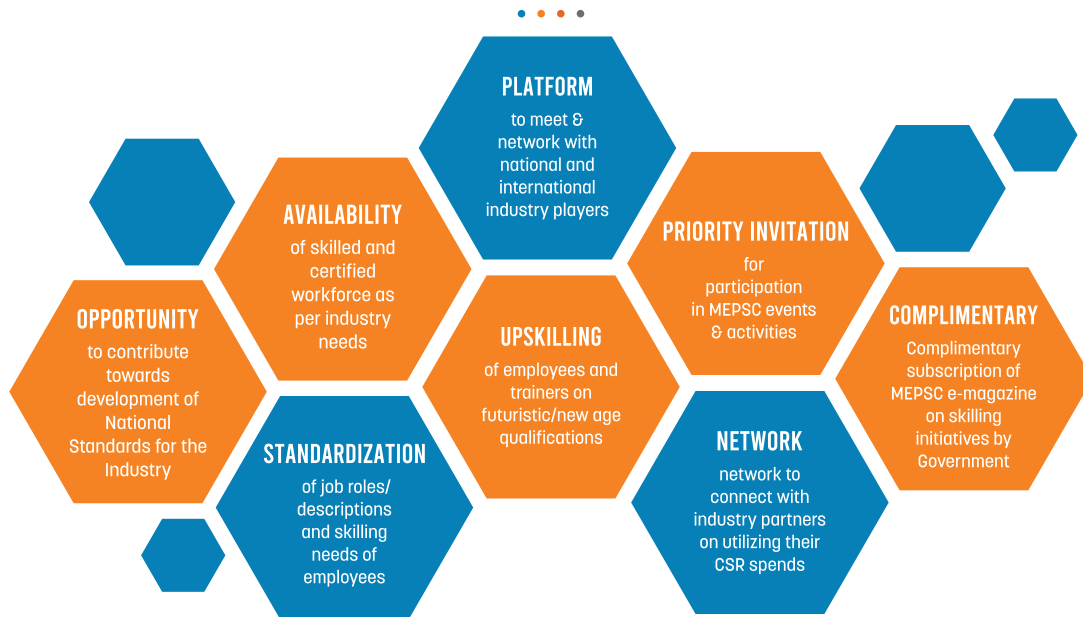 PLATFORM
to meet &
network with
national and
international
industry players
AVAILABILITY
of skilled and
certified
workforce as
per industry
needs
PRIORITY INVITATION
for
participation
in MEPSC events
& activities
OPPORTUNITY
to contribute
towards
development of
National
Standards for the
Industry
UPSKILLING
of employees and
trainers on
futuristic/new age
qualifications
COMPLIMENTARY
Complimentary
subscription of
MEPSC e-magazine
on skilling
initiatives by
Government
STANDARDIZATION
of job roles/
descriptions
and skilling
needs of
employees
NETWORK
network to
connect with
industry partners
on utilizing their
CSR spends